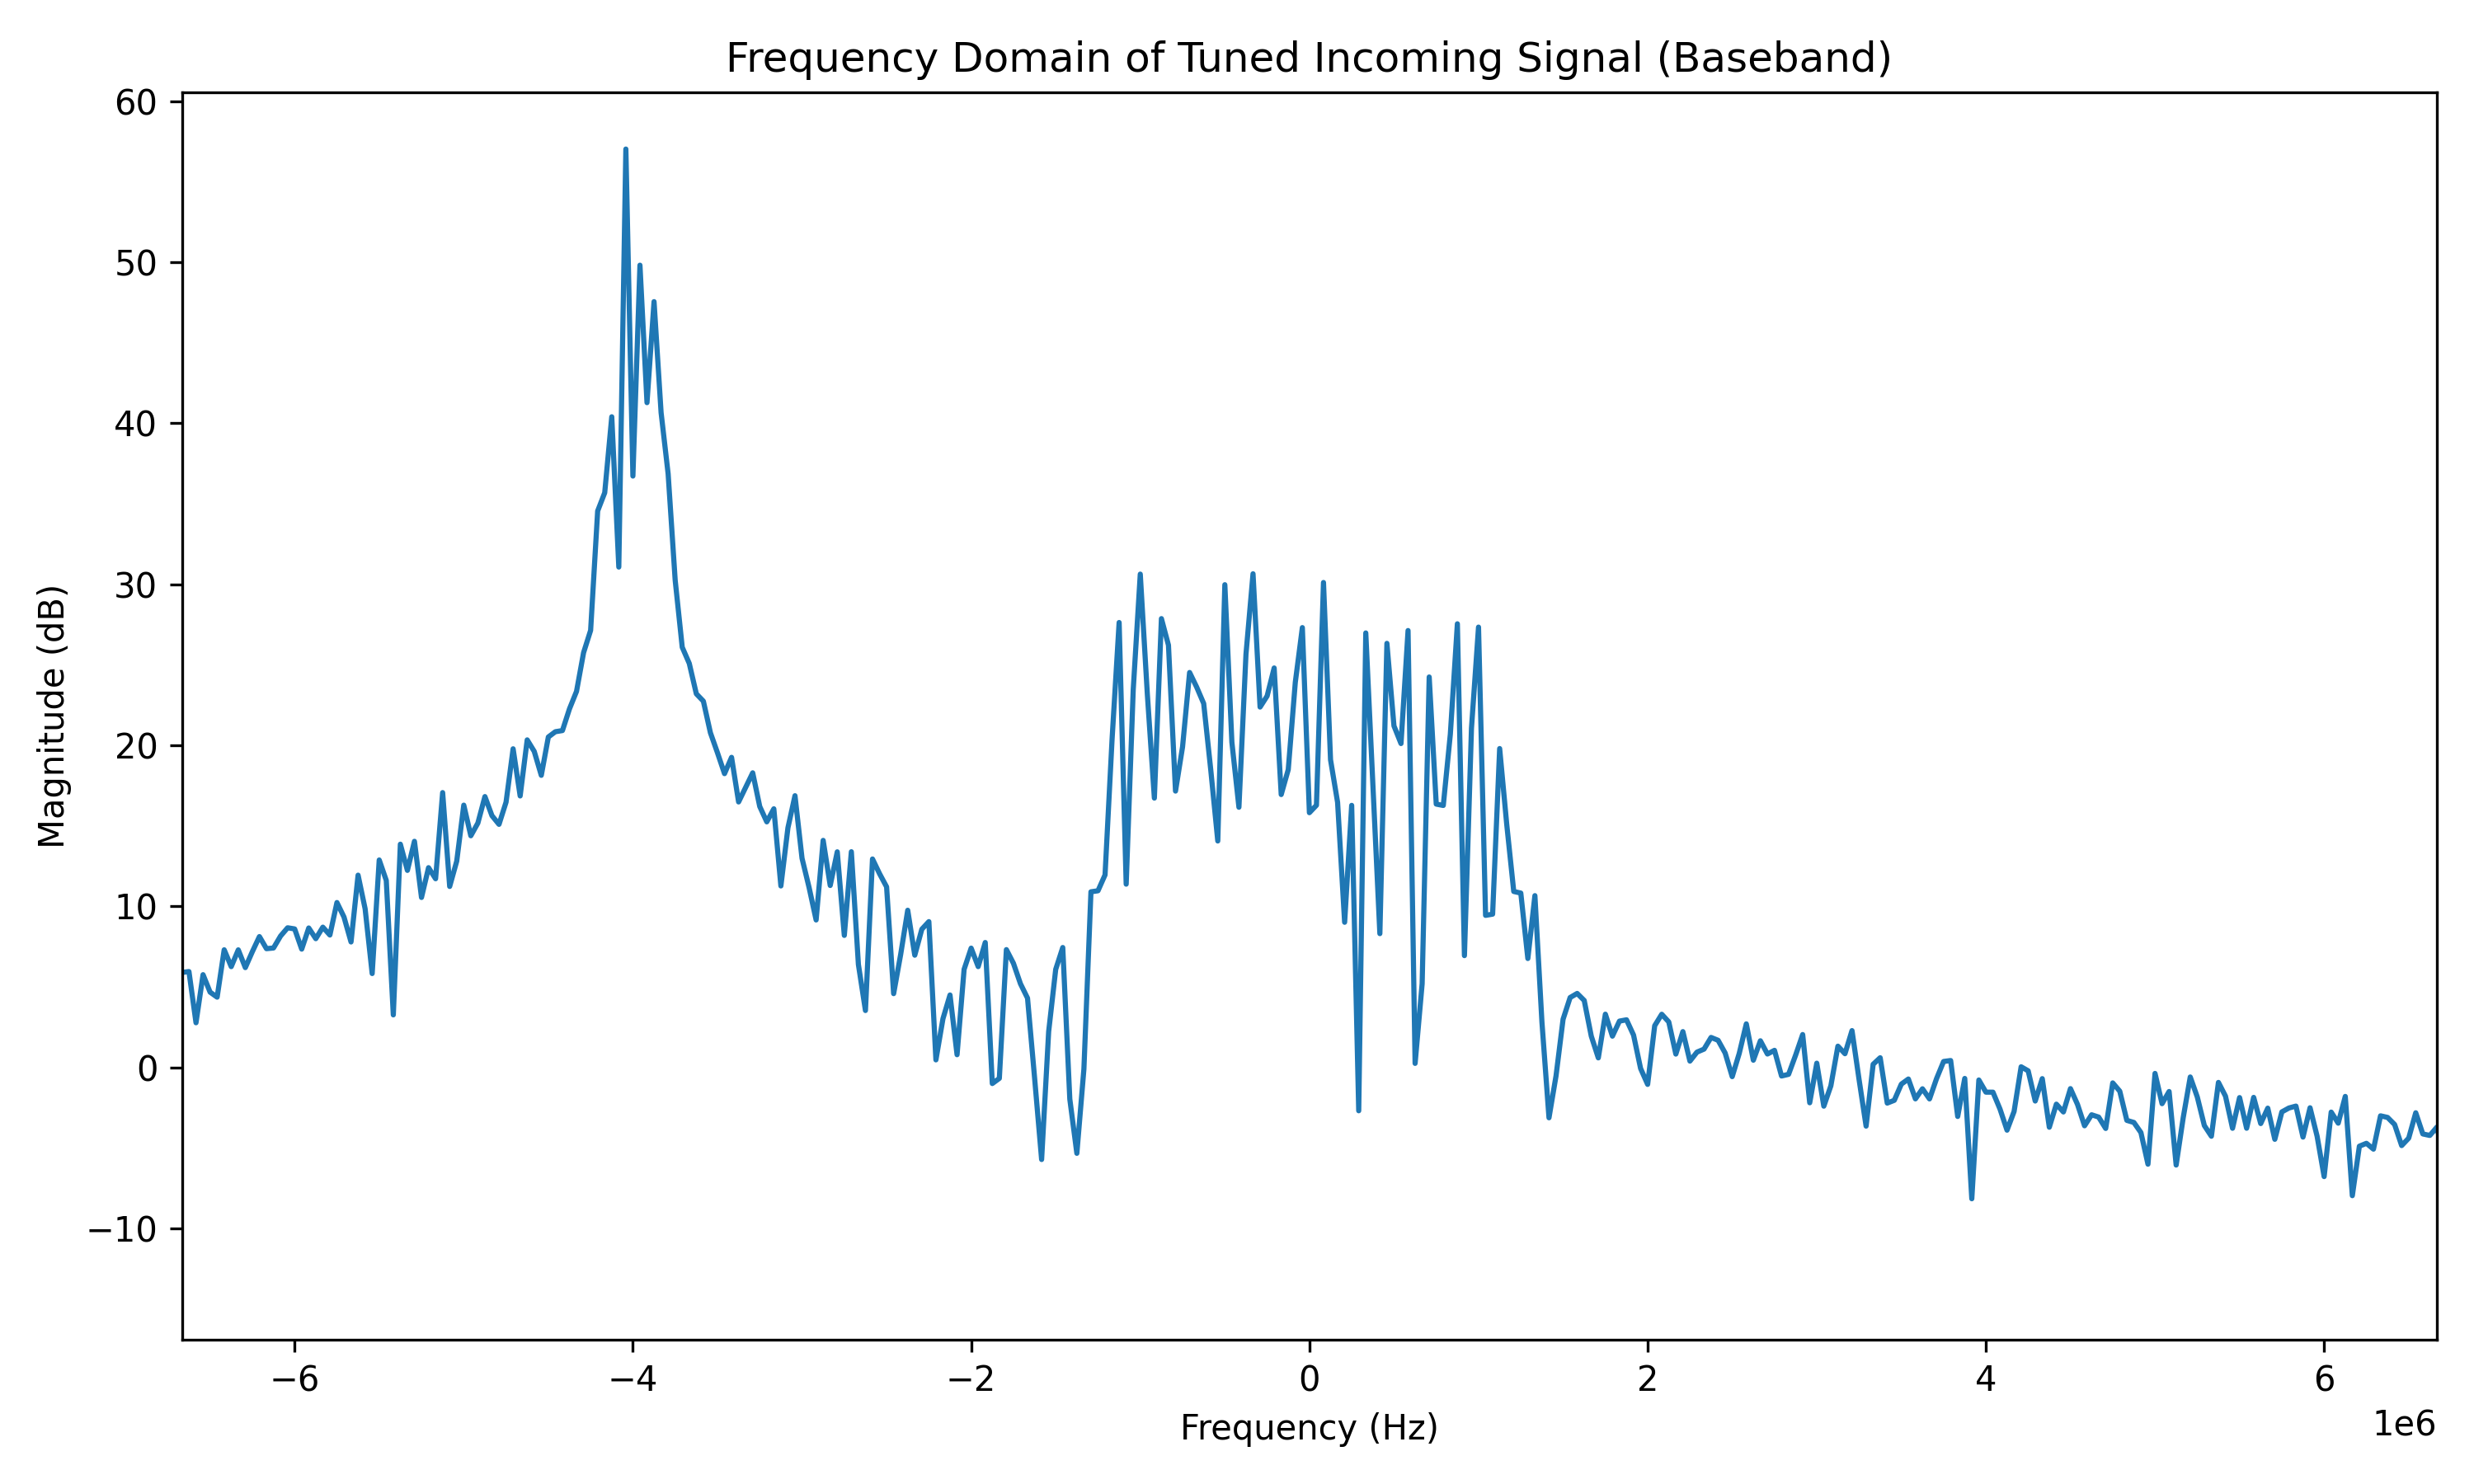 Frequency Domain of Tuned Incoming Signal (Baseband)
60
50
40
30
20
10
0
−10
Magnitude (dB)
−6 −4 −2 0 2 4 6
Frequency (Hz)
1e6